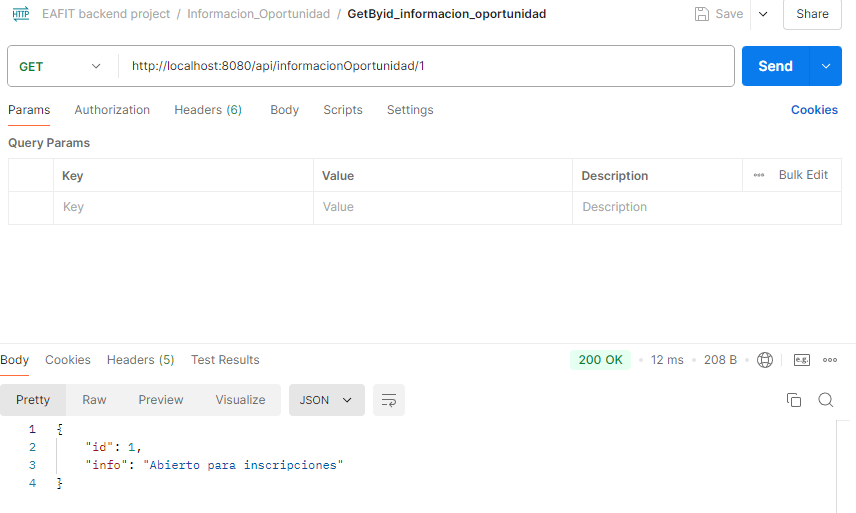 HTTP EAFIT backend project / Informacion_Oportunidad / GetByid_informacion_oportunidad Save Share
GET http://localhost:8080/api/informacionOportunidad/1 Send
Params Authorization Headers (6) Body Scripts Settings Cookies
Query Params
Key Value Description Bulk Edit
Key Value Description
Body Cookies Headers (5) Test Results 200 OK 12 ms 208 B e.g.
Pretty Raw Preview Visualize JSON
1 {
2 "id": 1,
3 "info": "Abierto para inscripciones"
4 }